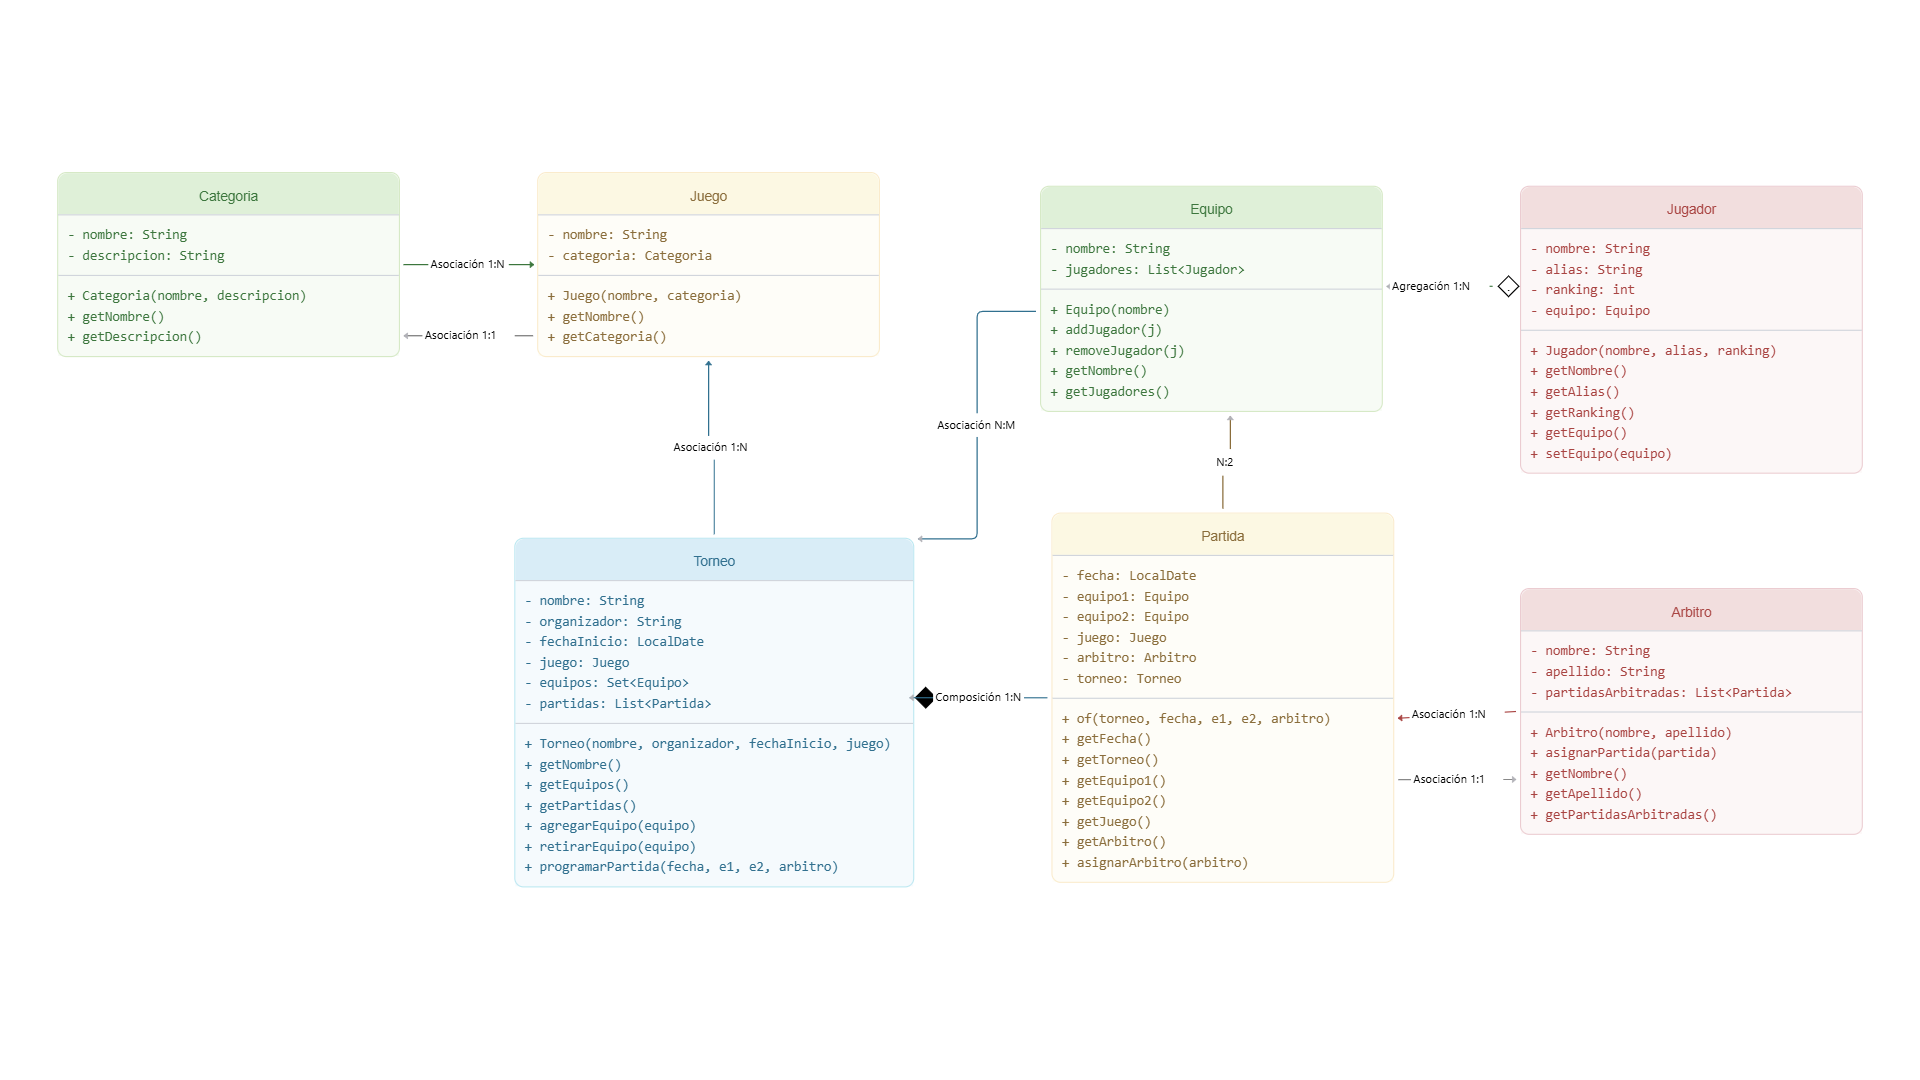 Categoria
- nombre: String
- descripcion: String
+ Categoria(nombre, descripcion)
+ getNombre()
+ getDescripcion()
Asociación 1:N
Asociación 1:1
Juego
- nombre: String
- categoria: Categoria
+ Juego(nombre, categoria)
+ getNombre()
+ getCategoria()
Asociación 1:N
Asociación N:M
Equipo
- nombre: String
- jugadores: List<Jugador>
+ Equipo(nombre)
+ addJugador(j)
+ removeJugador(j)
+ getNombre()
+ getJugadores()
Agregación 1:N
Jugador
- nombre: String
- alias: String
- ranking: int
- equipo: Equipo
+ Jugador(nombre, alias, ranking)
+ getNombre()
+ getAlias()
+ getRanking()
+ getEquipo()
+ setEquipo(equipo)
N:2
Torneo
- nombre: String
- organizador: String
- fechaInicio: LocalDate
- juego: Juego
- equipos: Set<Equipo>
- partidas: List<Partida>
+ Torneo(nombre, organizador, fechaInicio, juego)
+ getNombre()
+ getEquipos()
+ getPartidas()
+ agregarEquipo(equipo)
+ retirarEquipo(equipo)
+ programarPartida(fecha, e1, e2, arbitro)
Composición 1:N
Partida
- fecha: LocalDate
- equipo1: Equipo
- equipo2: Equipo
- juego: Juego
- arbitro: Arbitro
- torneo: Torneo
+ of(torneo, fecha, e1, e2, arbitro)
+ getFecha()
+ getTorneo()
+ getEquipo1()
+ getEquipo2()
+ getJuego()
+ getArbitro()
+ asignarArbitro(arbitro)
Asociación 1:N
Asociación 1:1
Arbitro
- nombre: String
- apellido: String
- partidasArbitradas: List<Partida>
+ Arbitro(nombre, apellido)
+ asignarPartida(partida)
+ getNombre()
+ getApellido()
+ getPartidasArbitradas()